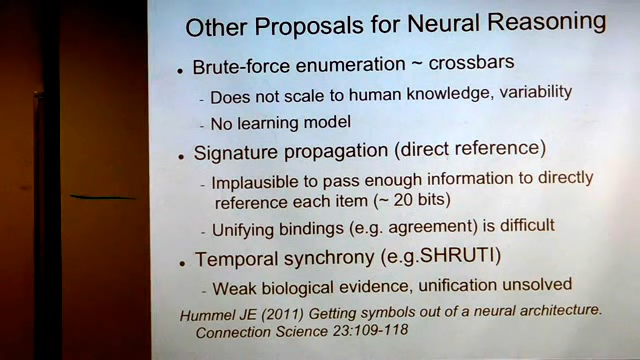 Other Proposals for Neural Reasoning
• Brute-force enumeration ~ crossbars
- Does not scale to human knowledge, variability
- No learning model
• Signature propagation (direct reference)
- Implausible to pass enough information to directly
reference each item (~ 20 bits)
- Unifying bindings (e.g. agreement) is difficult
• Temporal synchrony (e.g.SHRUTI)
- Weak biological evidence, unification unsolved
Hummel JE (2011) Getting symbols out of a neural architecture.
Connection Science 23:109-118